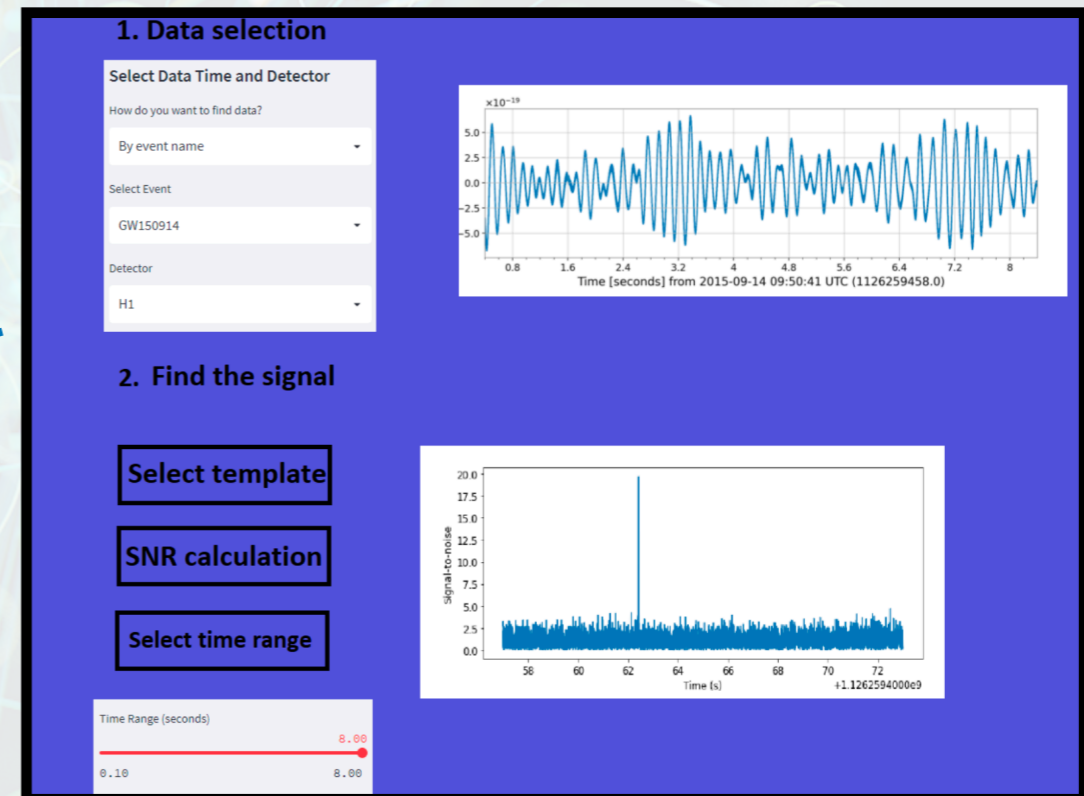 1. Data selection
Select Data Time and Detector
How do you want to find data?
By event name
Select Event
GW150914
Detector
H1
×10⁻¹⁹
5.0
2.5
0.0
−2.5
−5.0
0.8 1.6 2.4 3.2 4 4.8 5.6 6.4 7.2 8
Time [seconds] from 2015-09-14 09:50:41 UTC (1126259458.0)
2. Find the signal
Select template
SNR calculation
Select time range
20.0
17.5
15.0
12.5
10.0
7.5
5.0
2.5
0.0
Signal-to-noise
58 60 62 64 66 68 70 72
Time (s)
+1.1262594000e9
Time Range (seconds)
8.00
0.10 8.00